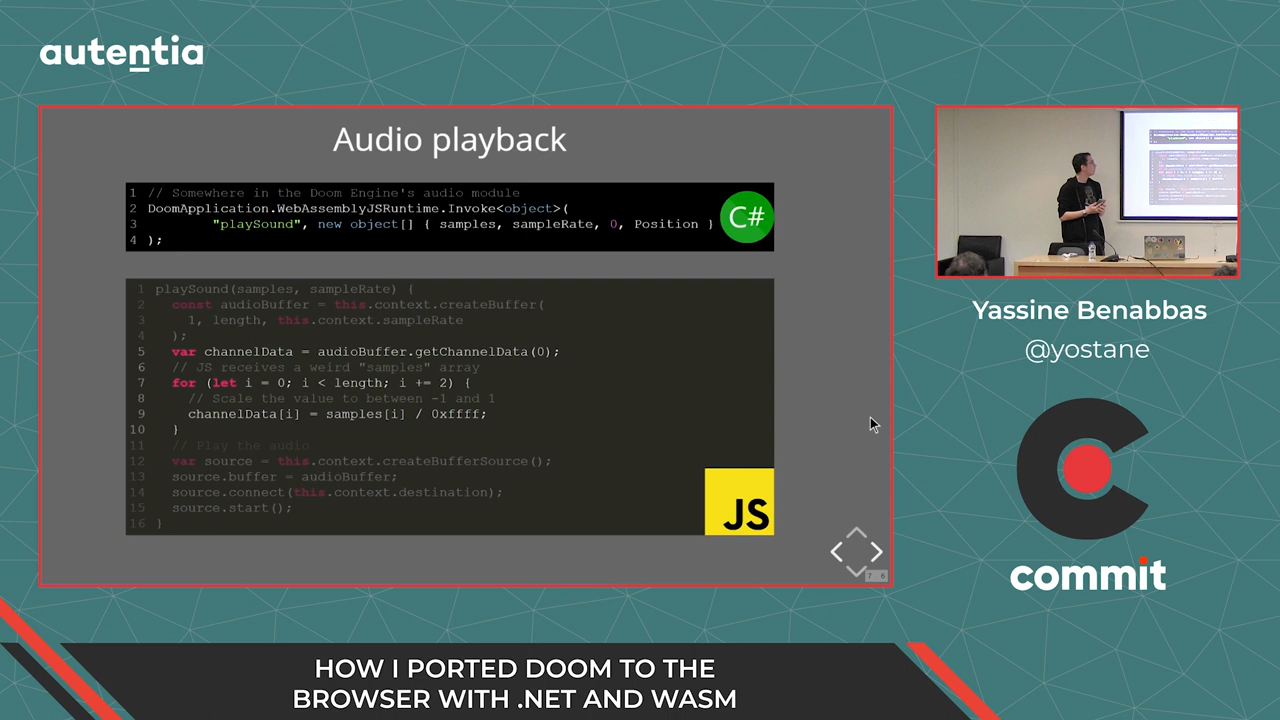 autentia
Audio playback
1 // Somewhere in the Doom Engine's audio module
2 DoomApplication.WebAssemblyJSRuntime.Invoke<object>(
3 "playSound", new object[] { samples, sampleRate, 0, Position }
4 );
C#
1 playSound(samples, sampleRate) {
2 const audioBuffer = this.context.createBuffer(
3 1, length, this.context.sampleRate
4 );
5 var channelData = audioBuffer.getChannelData(0);
6 // JS receives a weird "samples" array
7 for (let i = 0; i < length; i += 2) {
8 // Scale the value to between -1 and 1
9 channelData[i] = samples[i] / 0xffff;
10 }
11 // Play the audio
12 var source = this.context.createBufferSource();
13 source.buffer = audioBuffer;
14 source.connect(this.context.destination);
15 source.start();
16 }
JS
7 6
Yassine Benabbas
@yostane
commit
HOW I PORTED DOOM TO THE
BROWSER WITH .NET AND WASM